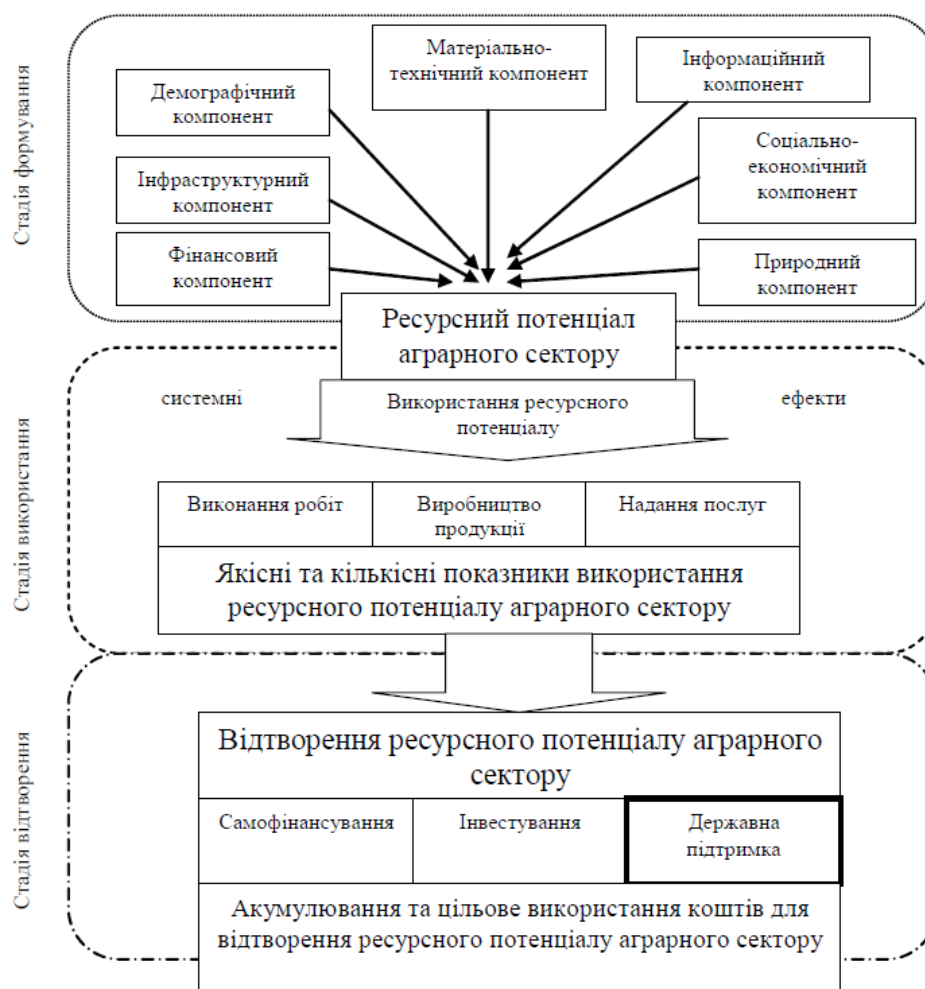 Стадія формування
Матеріально-
технічний компонент
Інформаційний
компонент
Демографічний
компонент
Соціально-
економічний
компонент
Інфраструктурний
компонент
Фінансовий
компонент
Природний
компонент
Ресурсний потенціал
аграрного сектору
Стадія використання
системні
ефекти
Використання ресурсного
потенціалу
Виконання робіт
Виробництво
продукції
Надання послуг
Якісні та кількісні показники використання
ресурсного потенціалу аграрного сектору
Стадія відтворення
Відтворення ресурсного потенціалу аграрного
сектору
Самофінансування
Інвестування
Державна
підтримка
Акумулювання та цільове використання коштів для
відтворення ресурсного потенціалу аграрного сектору